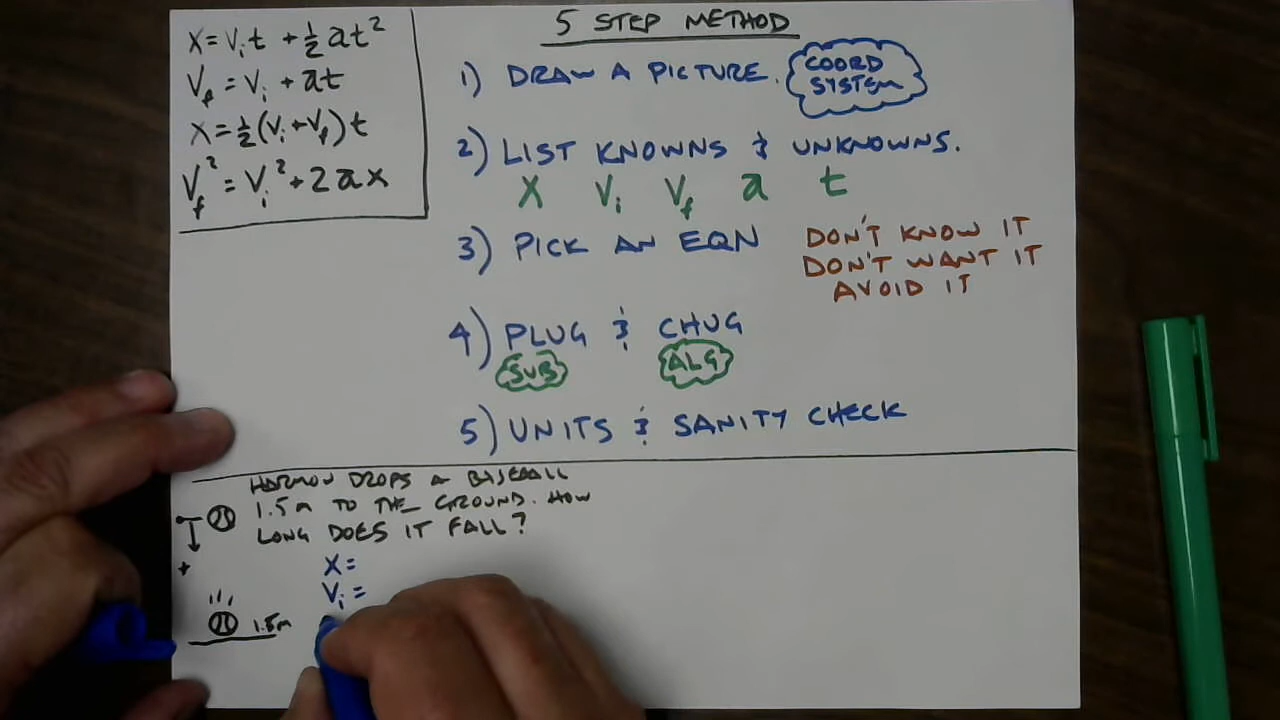 x = vᵢt + ½at²
v_f = vᵢ + at
x = ½(vᵢ + v_f)t
v_f² = vᵢ² + 2ax
5 STEP METHOD
1) DRAW A PICTURE. COORD SYSTEM
2) LIST KNOWNS & UNKNOWNS.
x vᵢ v_f a t
3) PICK AN EQN
DON'T KNOW IT
DON'T WANT IT
AVOID IT
4) PLUG & CHUG
SUB ALG
5) UNITS & SANITY CHECK
HARMON DROPS A BASEBALL
1.5m TO THE GROUND. HOW
LONG DOES IT FALL?
+
1.5m
x =
vᵢ =